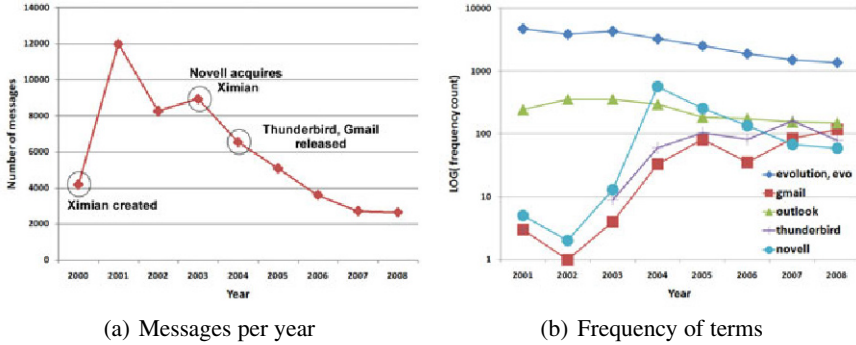 14000
12000
10000
8000
6000
4000
2000
0
Number of messages
Novell acquires
Ximian
Thunderbird, Gmail
released
Ximian created
2000 2001 2002 2003 2004 2005 2006 2007 2008
Year
(a) Messages per year
10000
1000
100
10
1
LOG[ frequency count]
evolution, evo
gmail
outlook
thunderbird
novell
2001 2002 2003 2004 2005 2006 2007 2008
Year
(b) Frequency of terms